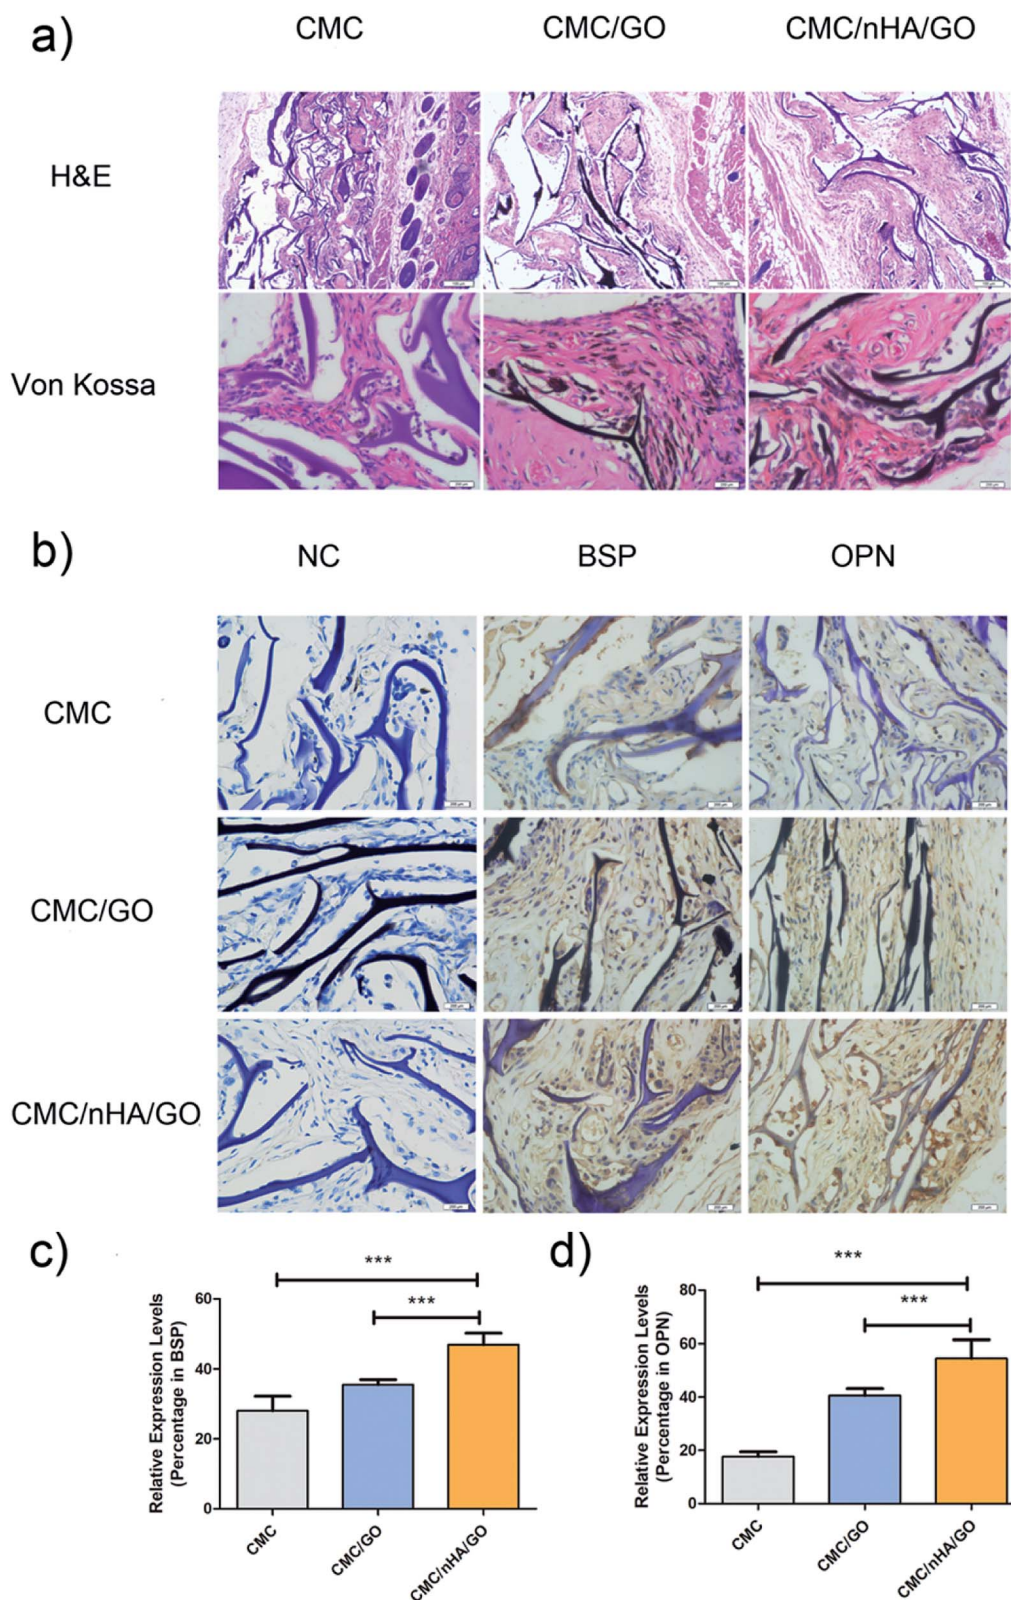 a)
CMC CMC/GO CMC/nHA/GO
H&E
Von Kossa
b)
NC BSP OPN
CMC
CMC/GO
CMC/nHA/GO
c)
***
***
Relative Expression Levels
(Percentage in BSP)
60
40
20
0
CMC
CMC/GO
CMC/nHA/GO
d)
***
***
Relative Expression Levels
(Percentage in OPN)
80
60
40
20
0
CMC
CMC/GO
CMC/nHA/GO